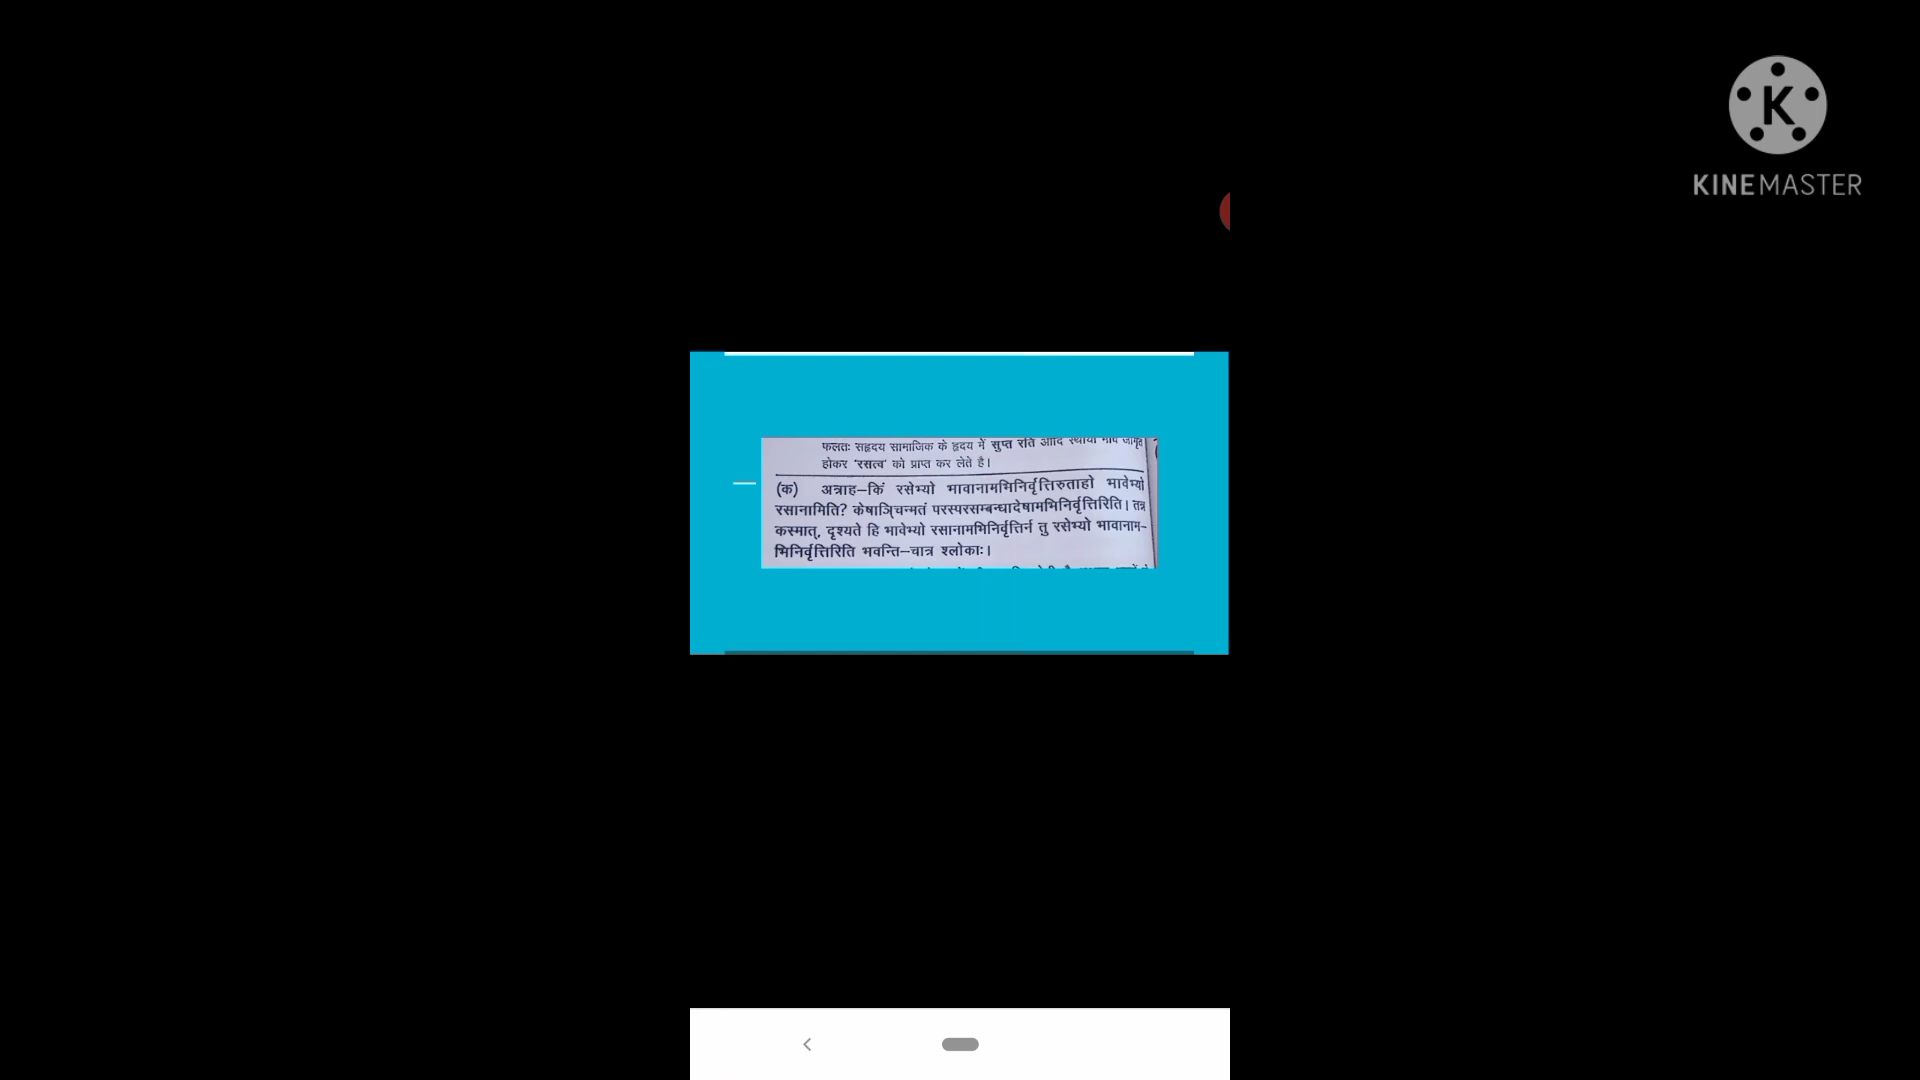 KINEMASTER
फलतः सहृदय सामाजिक के हृदय में सुप्त रति आदि स्थायी भाव जागृत
होकर 'रसत्व' को प्राप्त कर लेते है।
(क) अत्राह–किं रसेभ्यो भावानामभिनिर्वृत्तिरुताहो भावेभ्यो
रसानामिति? केषाञ्चिन्मतं परस्परसम्बन्धादेषामभिनिर्वृत्तिरिति। तन्न
कस्मात्, दृश्यते हि भावेभ्यो रसानामभिनिर्वृत्तिर्न तु रसेभ्यो भावानाम-
भिनिर्वृत्तिरिति भवन्ति–चात्र श्लोकाः।